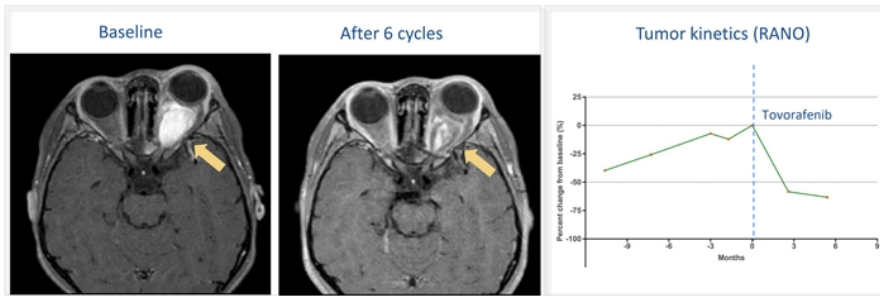 Baseline
After 6 cycles
Tumor kinetics (RANO)
Tovorafenib
Percent change from baseline (%)
25
0
-25
-50
-75
-100
-9
-6
-3
0
3
6
9
Months